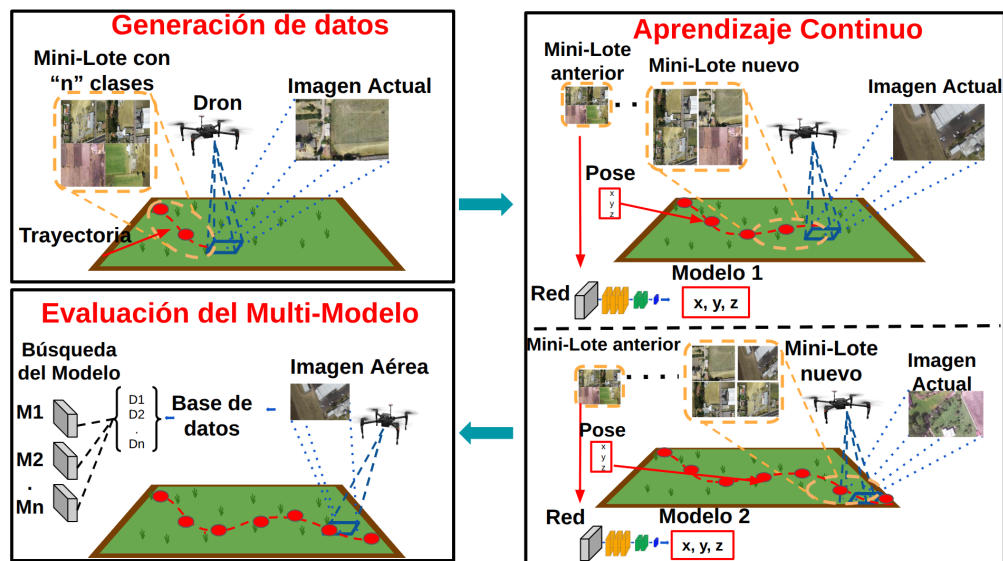 Generación de datos
Mini-Lote con
“n” clases
Dron
Imagen Actual
Trayectoria
Aprendizaje Continuo
Mini-Lote
anterior
Mini-Lote nuevo
Imagen Actual
Pose
x
y
z
Red
Modelo 1
x, y, z
Mini-Lote anterior
Mini-Lote
nuevo
Imagen
Actual
Pose
x
y
z
Red
Modelo 2
x, y, z
Evaluación del Multi-Modelo
Búsqueda
del Modelo
Imagen Aérea
M1
M2
.
Mn
D1
D2
.
Dn
Base de
datos